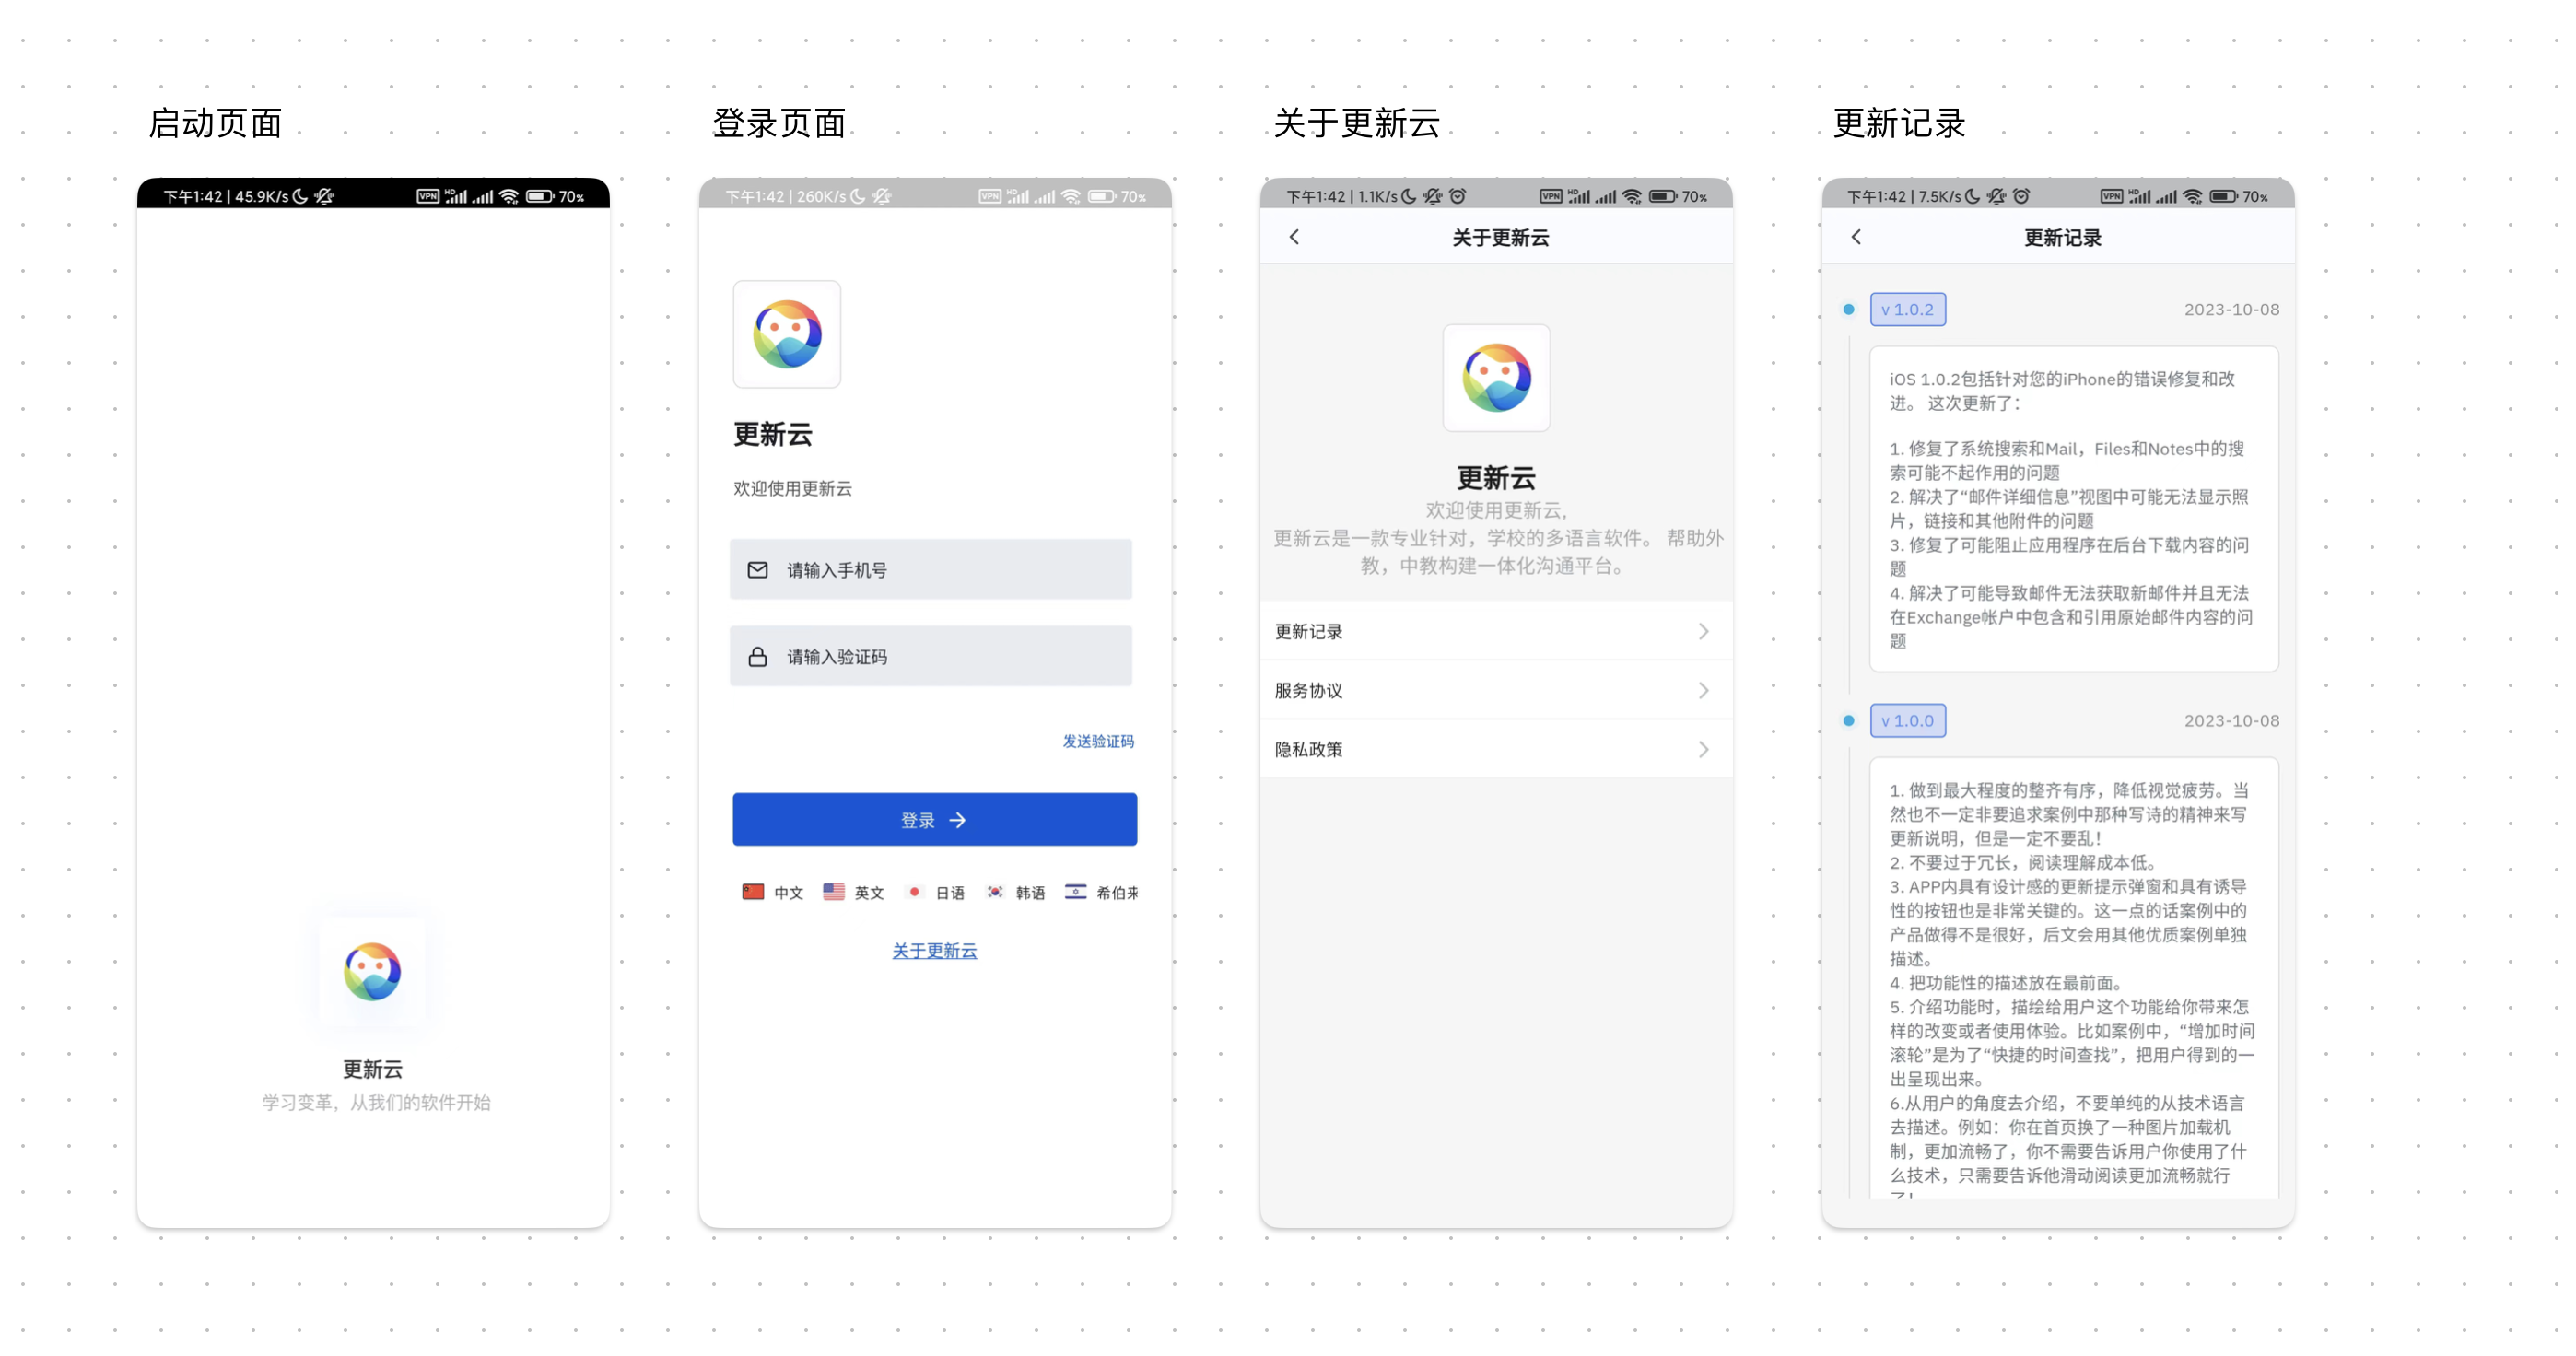 启动页面
下午1:42 | 45.9K/s
VPN
HD
70%
更新云
学习变革，从我们的软件开始
登录页面
下午1:42 | 260K/s
VPN
HD
70%
更新云
欢迎使用更新云
请输入手机号
请输入验证码
发送验证码
登录
中文 英文 日语 韩语 希伯来
关于更新云
关于更新云
下午1:42 | 1.1K/s
VPN
HD
70%
关于更新云
更新云
欢迎使用更新云,
更新云是一款专业针对，学校的多语言软件。 帮助外
教，中教构建一体化沟通平台。
更新记录
服务协议
隐私政策
更新记录
下午1:42 | 7.5K/s
VPN
HD
70%
更新记录
v 1.0.2
2023-10-08
iOS 1.0.2包括针对您的iPhone的错误修复和改
进。 这次更新了：
1. 修复了系统搜索和Mail，Files和Notes中的搜
索可能不起作用的问题
2. 解决了“邮件详细信息”视图中可能无法显示照
片，链接和其他附件的问题
3. 修复了可能阻止应用程序在后台下载内容的问
题
4. 解决了可能导致邮件无法获取新邮件并且无法
在Exchange帐户中包含和引用原始邮件内容的问
题
v 1.0.0
2023-10-08
1. 做到最大程度的整齐有序，降低视觉疲劳。当
然也不一定非要追求案例中那种写诗的精神来写
更新说明，但是一定不要乱！
2. 不要过于冗长，阅读理解成本低。
3. APP内具有设计感的更新提示弹窗和具有诱导
性的按钮也是非常关键的。这一点的话案例中的
产品做得不是很好，后文会用其他优质案例单独
描述。
4. 把功能性的描述放在最前面。
5. 介绍功能时，描绘给用户这个功能给你带来怎
样的改变或者使用体验。比如案例中，“增加时间
滚轮”是为了“快捷的时间查找”，把用户得到的一
出呈现出来。
6.从用户的角度去介绍，不要单纯的从技术语言
去描述。例如：你在首页换了一种图片加载机
制，更加流畅了，你不需要告诉用户你使用了什
么技术，只需要告诉他滑动阅读更加流畅就行
了！